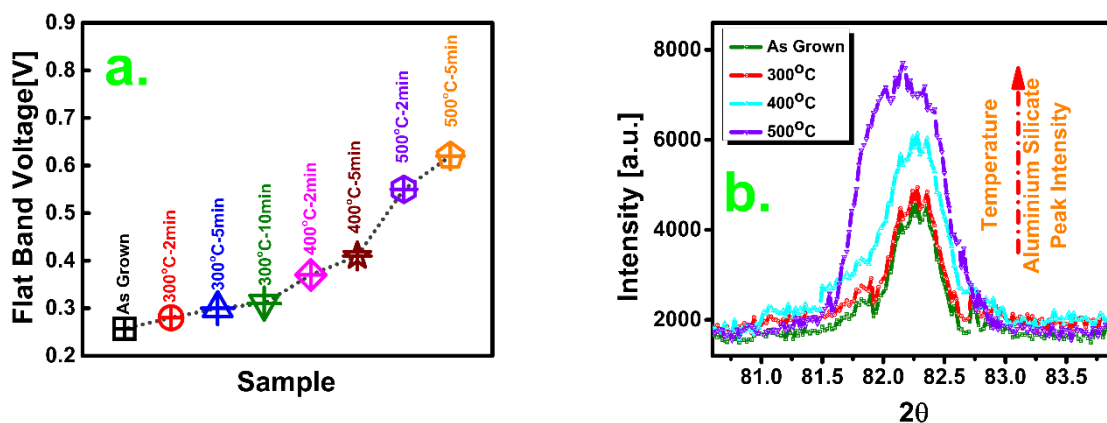 a.
Flat Band Voltage[V]
0.9
0.8
0.7
0.6
0.5
0.4
0.3
0.2
As Grown
300°C-2min
300°C-5min
300°C-10min
400°C-2min
400°C-5min
500°C-2min
500°C-5min
Sample
b.
Intensity [a.u.]
8000
6000
4000
2000
As Grown
300°C
400°C
500°C
Temperature
Aluminium Silicate
Peak Intensity
81.0 81.5 82.0 82.5 83.0 83.5
2θ